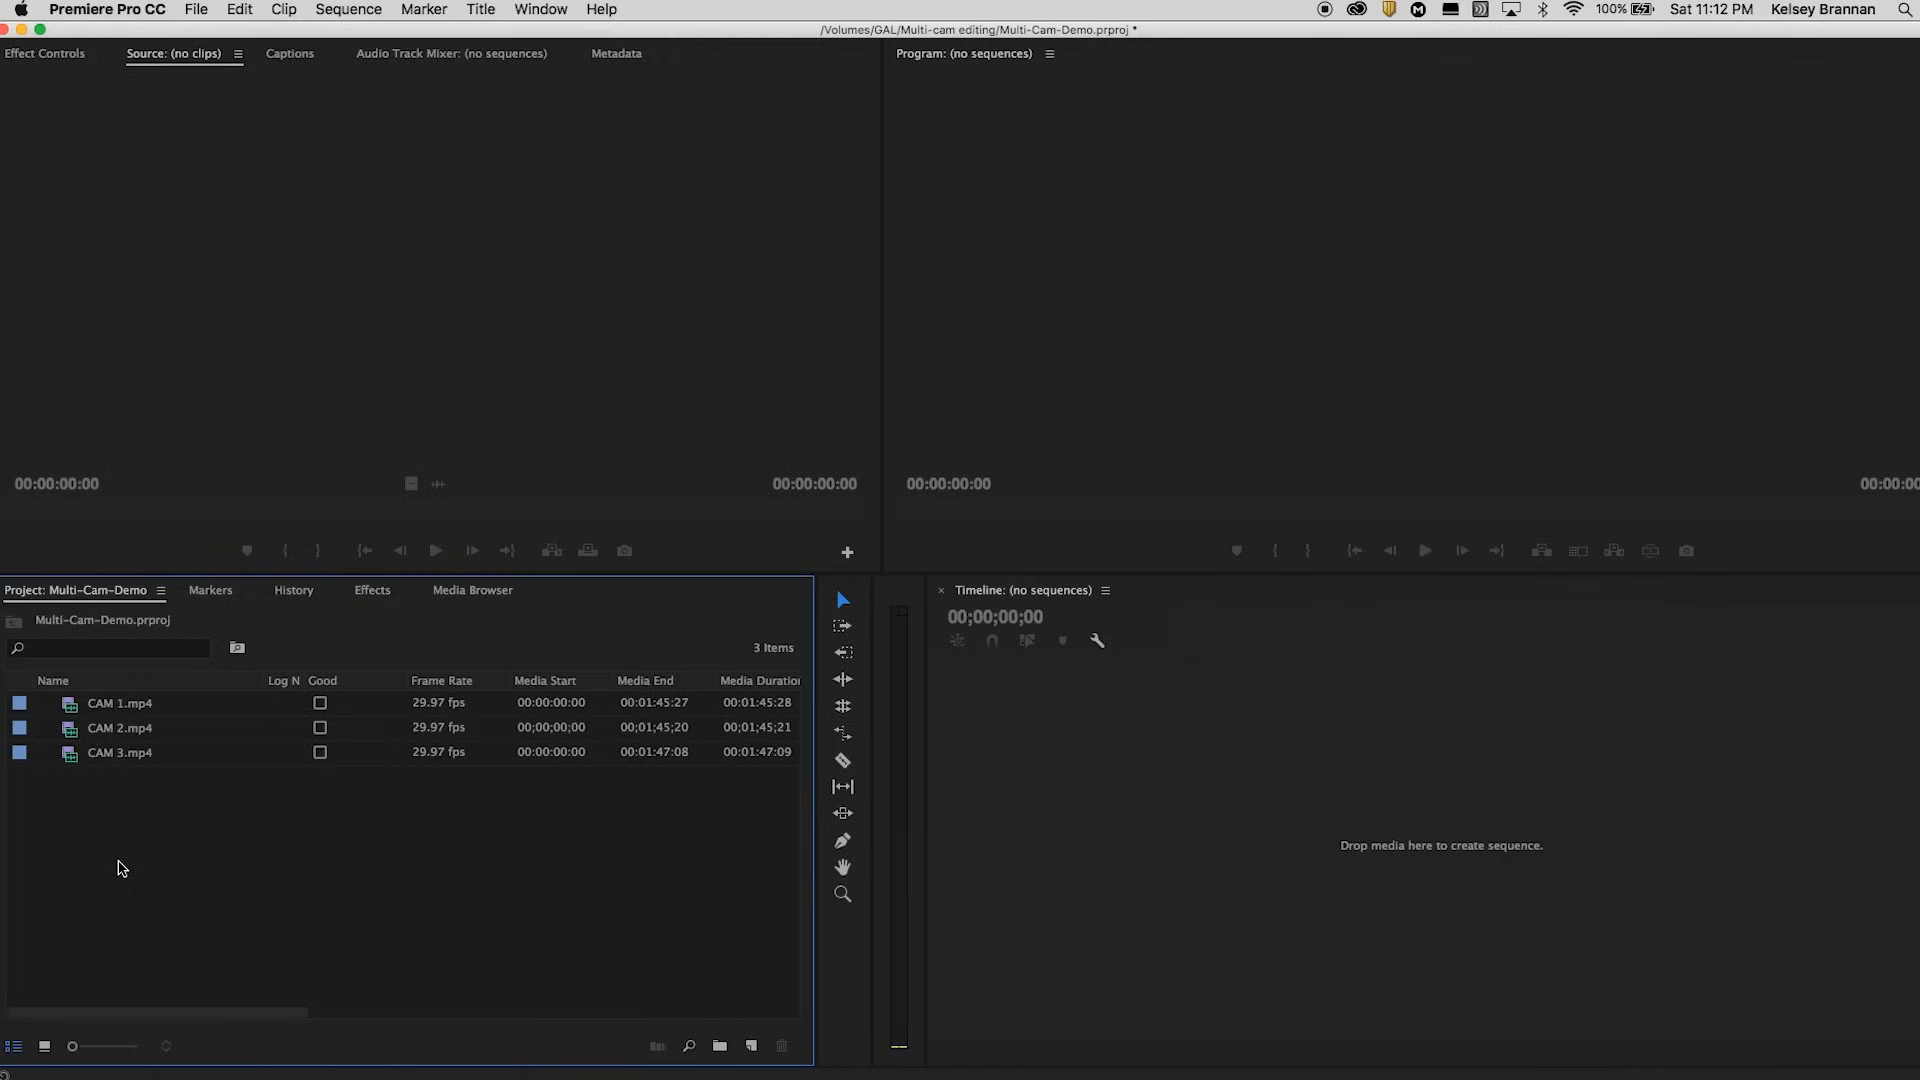 Premiere Pro CC File Edit Clip Sequence Marker Title Window Help 100% Sat 11:12 PM Kelsey Brannan
/Volumes/GAL/Multi-cam editing/Multi-Cam-Demo.prproj *
Effect Controls Source: (no clips) Captions Audio Track Mixer: (no sequences) Metadata Program: (no sequences)
00:00:00:00 00:00:00:00 00:00:00:00 00:00:00
Project: Multi-Cam-Demo Markers History Effects Media Browser × Timeline: (no sequences)
Multi-Cam-Demo.prproj 00;00;00;00
3 Items
Name Log N Good Frame Rate Media Start Media End Media Duratio
CAM 1.mp4 29.97 fps 00:00:00:00 00:01:45:27 00:01:45:28
CAM 2.mp4 29.97 fps 00;00;00;00 00;01;45;20 00;01;45;21
CAM 3.mp4 29.97 fps 00:00:00:00 00:01:47:08 00:01:47:09
Drop media here to create sequence.